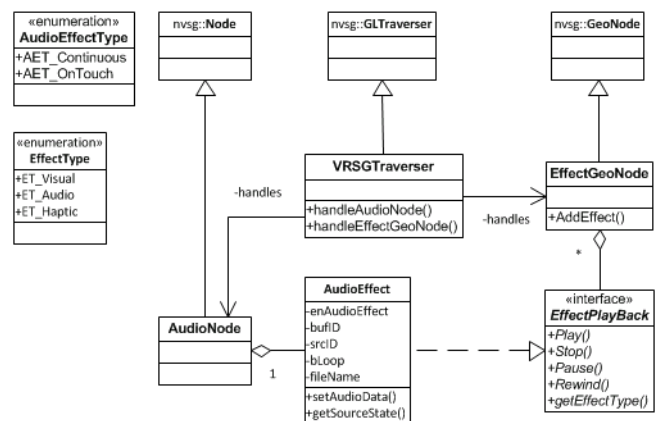 «enumeration»
AudioEffectType
+AET_Continuous
+AET_OnTouch
nvsg::Node
nvsg::GLTraverser
nvsg::GeoNode
«enumeration»
EffectType
+ET_Visual
+ET_Audio
+ET_Haptic
VRSGTraverser
+handleAudioNode()
+handleEffectGeoNode()
EffectGeoNode
+AddEffect()
-handles
-handles
*
AudioEffect
-enAudioEffect
-bufID
-srcID
-bLoop
-fileName
+setAudioData()
+getSourceState()
«interface»
EffectPlayBack
+Play()
+Stop()
+Pause()
+Rewind()
+getEffectType()
AudioNode
1